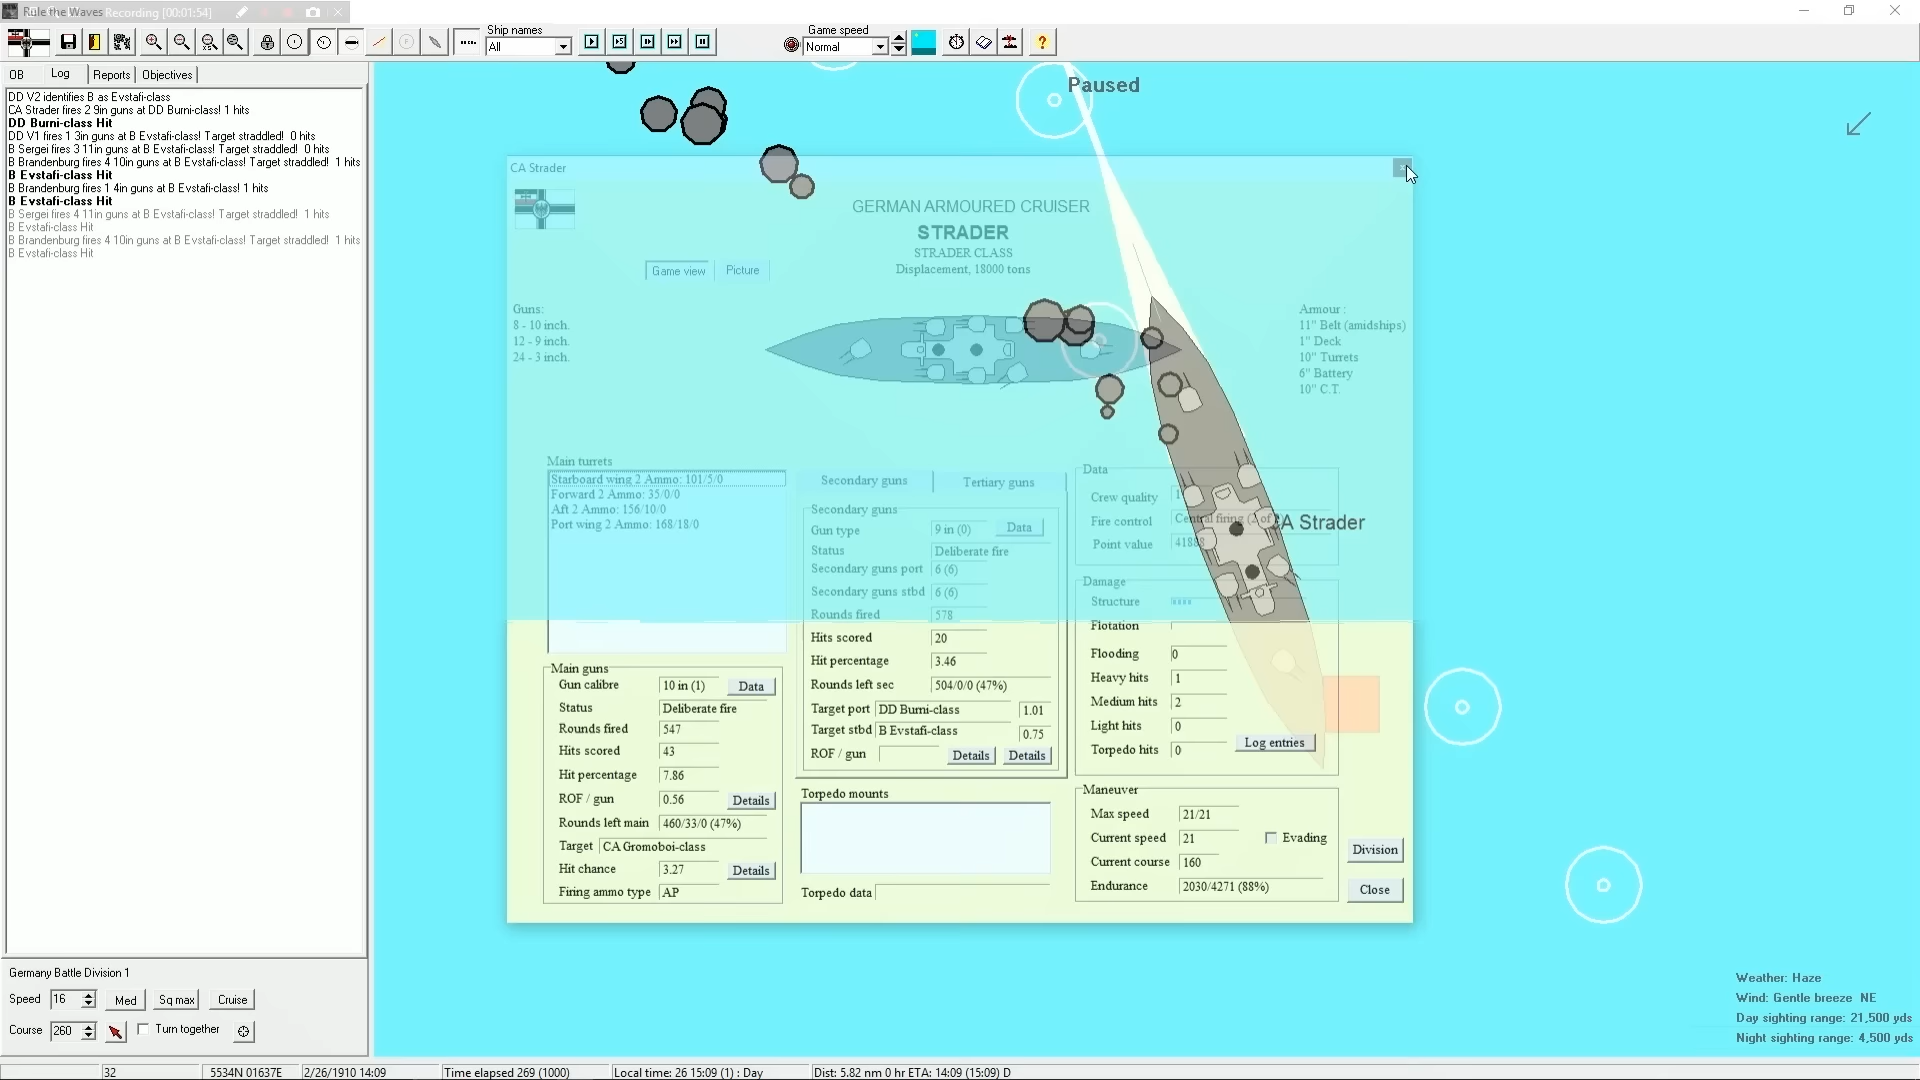 Rule the Waves
Recording [00:01:54]
Ship names
All
Game speed
Normal
OB
Log
Reports
Objectives
DD V2 identifies B as Evstafi-class
CA Strader fires 2 9in guns at DD Burni-class! 1 hits
DD Burni-class Hit
DD V1 fires 1 3in guns at B Evstafi-class! Target straddled! 0 hits
B Sergei fires 3 11in guns at B Evstafi-class! Target straddled! 0 hits
B Brandenburg fires 4 10in guns at B Evstafi-class! Target straddled! 1 hits
B Evstafi-class Hit
B Brandenburg fires 1 4in guns at B Evstafi-class! 1 hits
B Evstafi-class Hit
B Sergei fires 4 11in guns at B Evstafi-class! Target straddled! 1 hits
B Evstafi-class Hit
B Brandenburg fires 4 10in guns at B Evstafi-class! Target straddled! 1 hits
B Evstafi-class Hit
Paused
CA Strader
GERMAN ARMOURED CRUISER
STRADER
STRADER CLASS
Displacement, 18000 tons
Game view
Picture
Guns:
8 - 10 inch.
12 - 9 inch.
24 - 3 inch.
Armour :
11" Belt (amidships)
1" Deck
10" Turrets
6" Battery
10" C.T.
Main turrets
Starboard wing 2 Ammo: 101/5/0
Forward 2 Ammo: 35/0/0
Aft 2 Ammo: 156/10/0
Port wing 2 Ammo: 168/18/0
Main guns
Gun calibre 10 in (1) Data
Status Deliberate fire
Rounds fired 547
Hits scored 43
Hit percentage 7.86
ROF / gun 0.56 Details
Rounds left main 460/33/0 (47%)
Target CA Gromoboi-class
Hit chance 3.27 Details
Firing ammo type AP
Secondary guns
Tertiary guns
Secondary guns
Gun type 9 in (0) Data
Status Deliberate fire
Secondary guns port 6 (6)
Secondary guns stbd 6 (6)
Rounds fired 578
Hits scored 20
Hit percentage 3.46
Rounds left sec 504/0/0 (47%)
Target port DD Burni-class 1.01
Target stbd B Evstafi-class 0.75
ROF / gun Details Details
Torpedo mounts
Torpedo data
Data
Crew quality 1
Fire control Central firing (2 of
Point value 4188
CA Strader
Damage
Structure
Flotation
Flooding 0
Heavy hits 1
Medium hits 2
Light hits 0
Torpedo hits 0
Log entries
Maneuver
Max speed 21/21
Current speed 21
Evading
Current course 160
Endurance 2030/4271 (88%)
Division
Close
Germany Battle Division 1
Speed 16 Med Sq max Cruise
Course 260 Turn together
Weather: Haze
Wind: Gentle breeze NE
Day sighting range: 21,500 yds
Night sighting range: 4,500 yds
32
5534N 01637E
2/26/1910 14:09
Time elapsed 269 (1000)
Local time: 26 15:09 (1) : Day
Dist: 5.82 nm 0 hr ETA: 14:09 (15:09) D